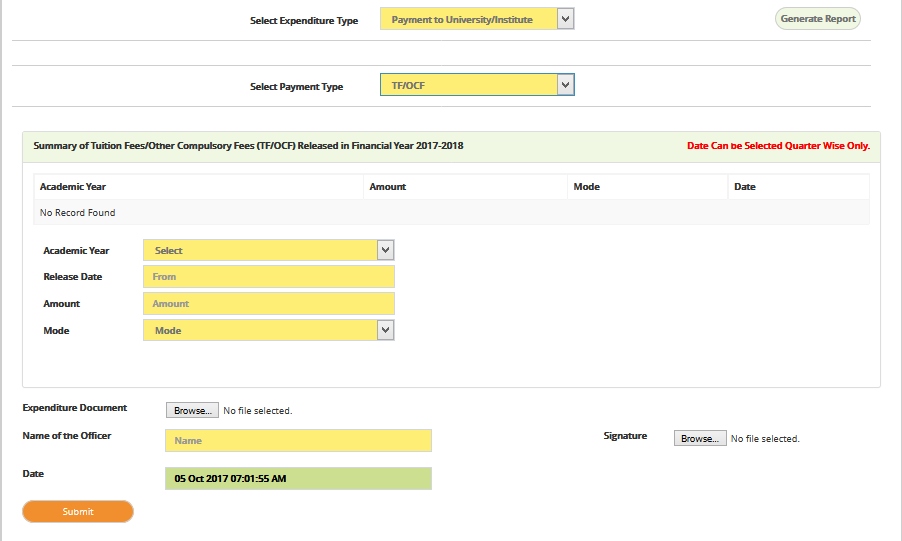 Select Expenditure Type Payment to University/Institute Generate Report
Select Payment Type TF/OCF
Summary of Tuition Fees/Other Compulsory Fees (TF/OCF) Released in Financial Year 2017-2018 Date Can be Selected Quarter Wise Only.
Academic Year Amount Mode Date
No Record Found
Academic Year Select
Release Date From
Amount Amount
Mode Mode
Expenditure Document Browse... No file selected.
Name of the Officer Name Signature Browse... No file selected.
Date 05 Oct 2017 07:01:55 AM
Submit